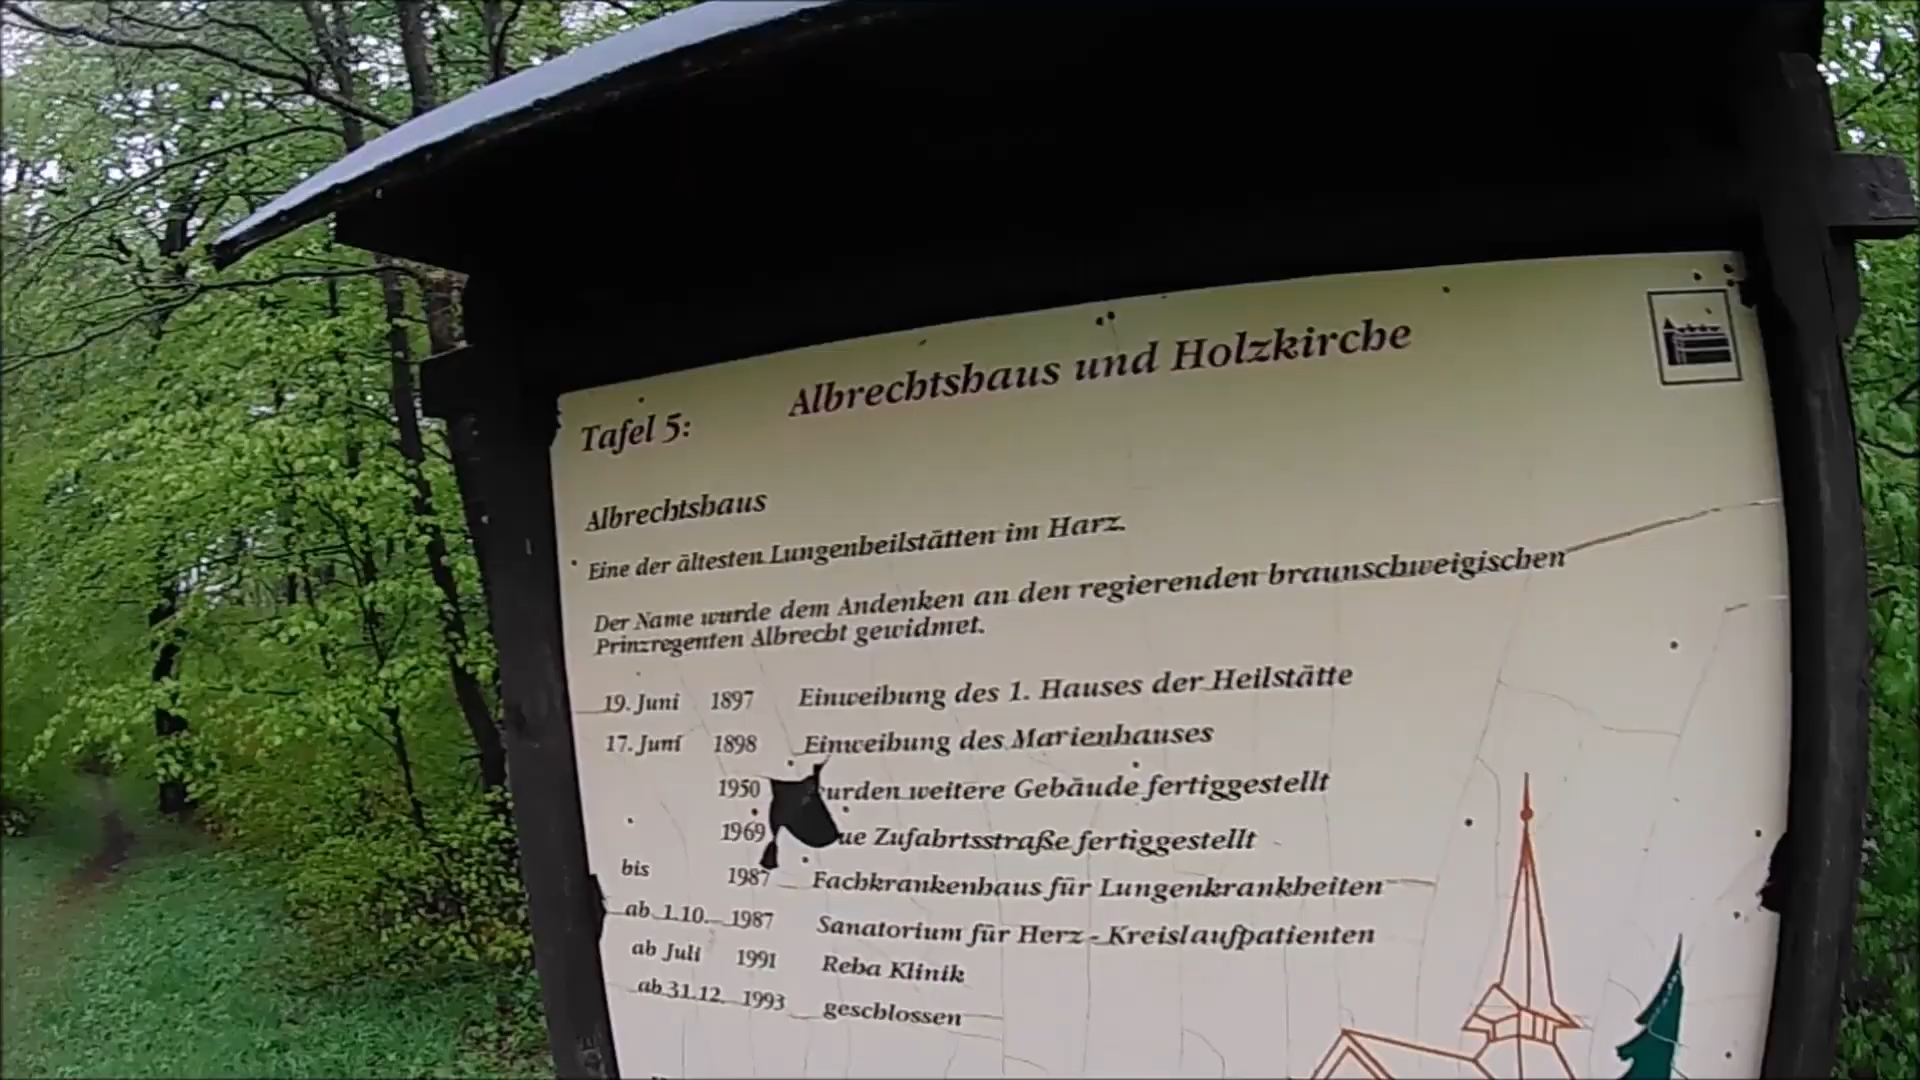 Albrechtshaus und Holzkirche
Tafel 5:
Albrechtshaus
Eine der ältesten Lungenheilstätten im Harz.
Der Name wurde dem Andenken an den regierenden braunschweigischen
Prinzregenten Albrecht gewidmet.
19. Juni 1897 Einweihung des 1. Hauses der Heilstätte
17. Juni 1898 Einweihung des Marienhauses
1950 urden weitere Gebäude fertiggestellt
1969 ue Zufahrtsstraße fertiggestellt
bis 1987 Fachkrankenhaus für Lungenkrankheiten
ab 1.10. 1987 Sanatorium für Herz - Kreislaufpatienten
ab Juli 1991 Reha Klinik
ab 31.12. 1993 geschlossen